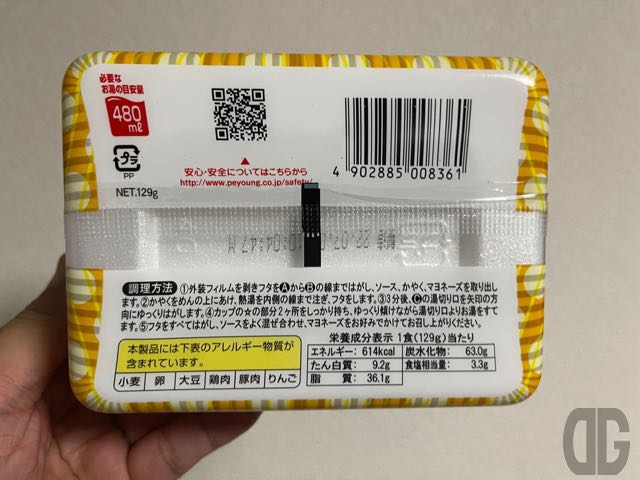 必要な
お湯の目安量
480
ml
プラ
PP
NET.129g
安心・安全についてはこちらから
http://www.peyoung.co.jp/safety/
4 902885 008361
調理方法 ①外装フィルムを剥きフタをⒶからⒷの線まではがし、ソース、かやく、マヨネーズを取り出し
ます。②かやくをめんの上にあけ、熱湯を内側の線まで注ぎ、フタをします。③3分後、Ⓒの湯切り口を矢印の方
向にゆっくりはがします。④カップの☆の部分2ヶ所をしっかり持ち、ゆっくり傾けながら湯切り口よりお湯をすて
ます。⑤フタをすべてはがし、ソースをよく混ぜ合わせ、マヨネーズをお好みでかけてお召し上がりください。
本製品には下表のアレルギー物質が
含まれています。
小麦 卵 大豆 鶏肉 豚肉 りんご
栄養成分表示 1食(129g)当たり
エネルギー: 614kcal 炭水化物: 63.0g
たん白質: 9.2g 食塩相当量: 3.3g
脂質: 36.1g
DG